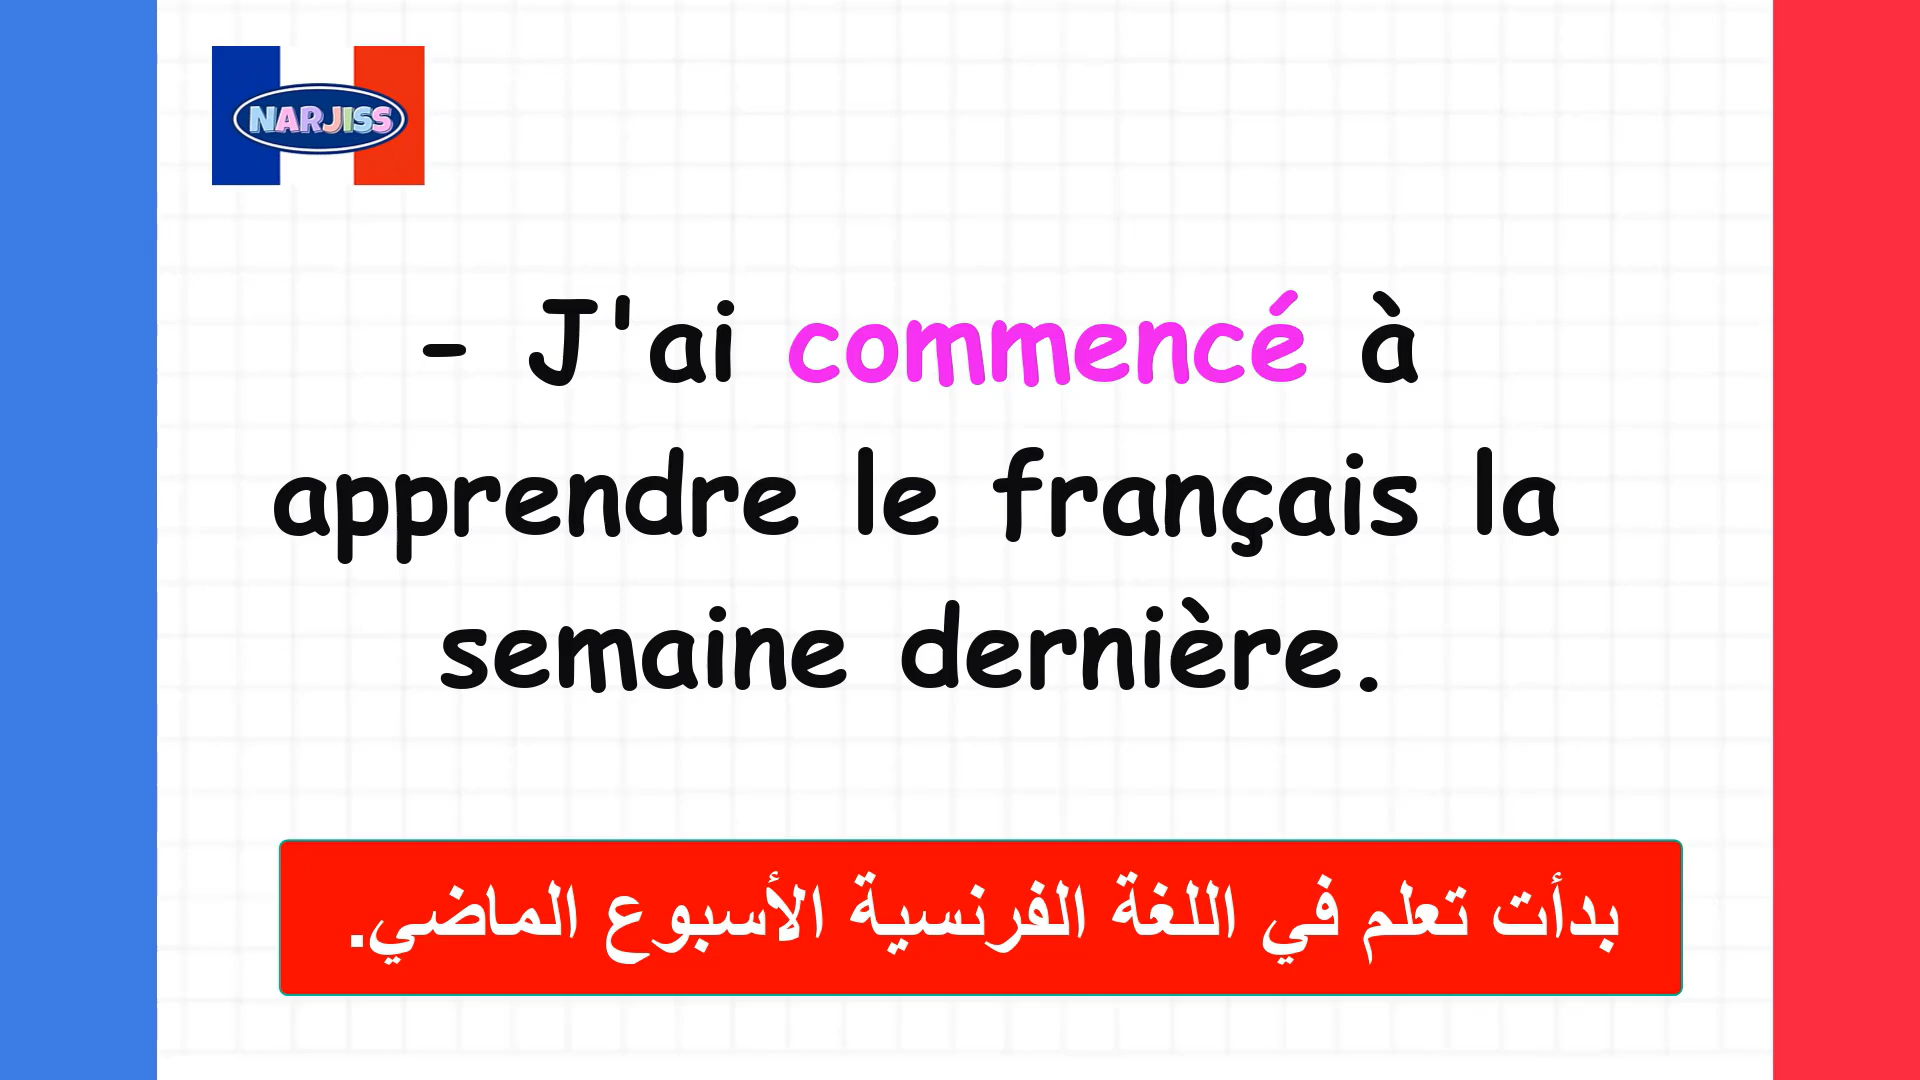 NARJISS
- J'ai commencé à
apprendre le français la
semaine dernière.
بدأت تعلم في اللغة الفرنسية الأسبوع الماضي.